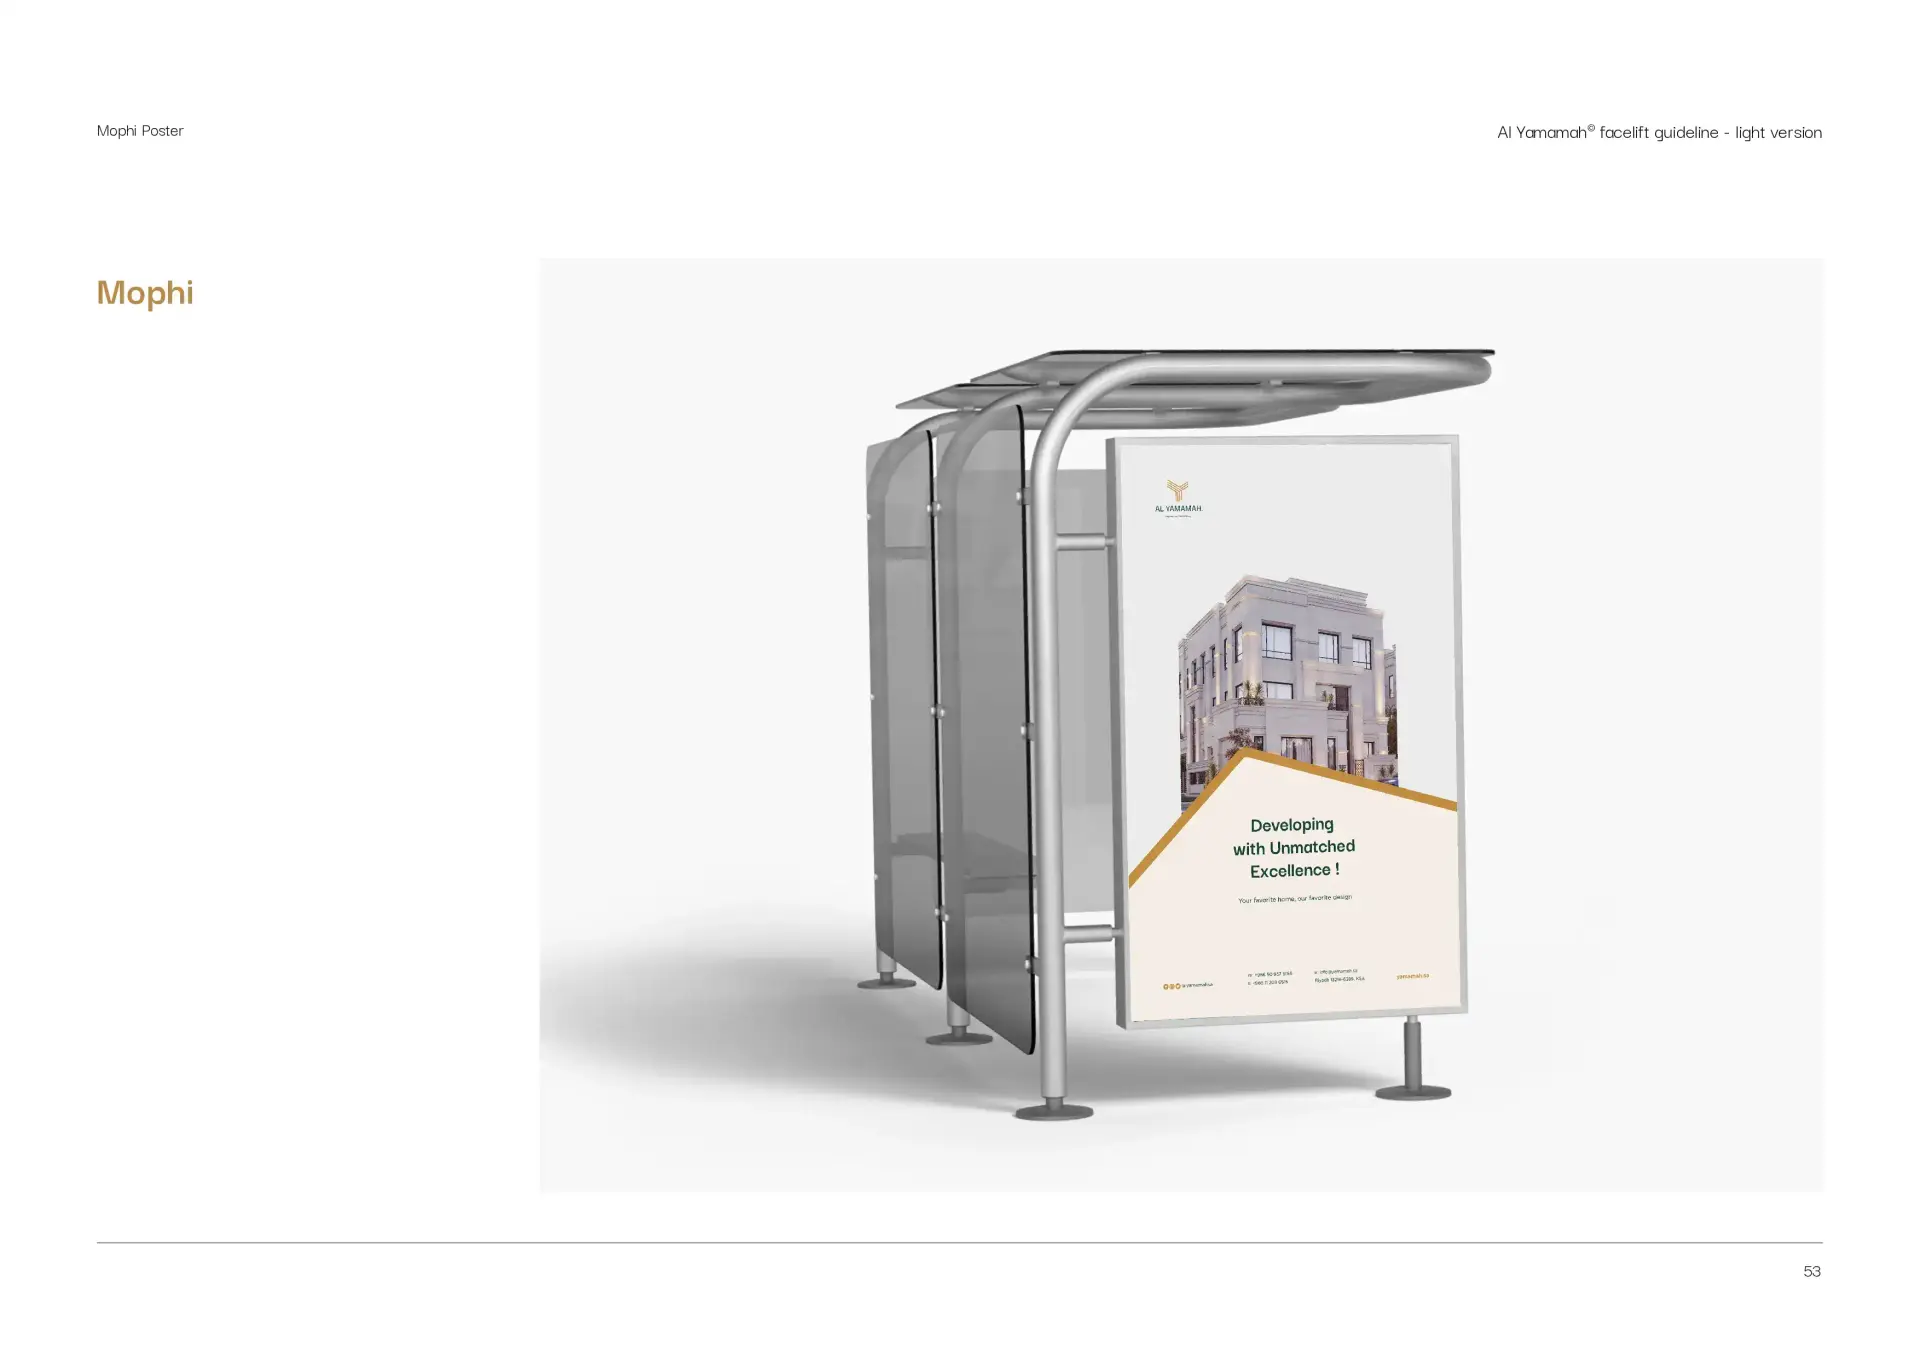 Mophi Poster
Al Yamamah© facelift guideline - light version
Mophi
AL YAMAMAH
Developing
with Unmatched
Excellence !
Your favorite home, our favorite design
53